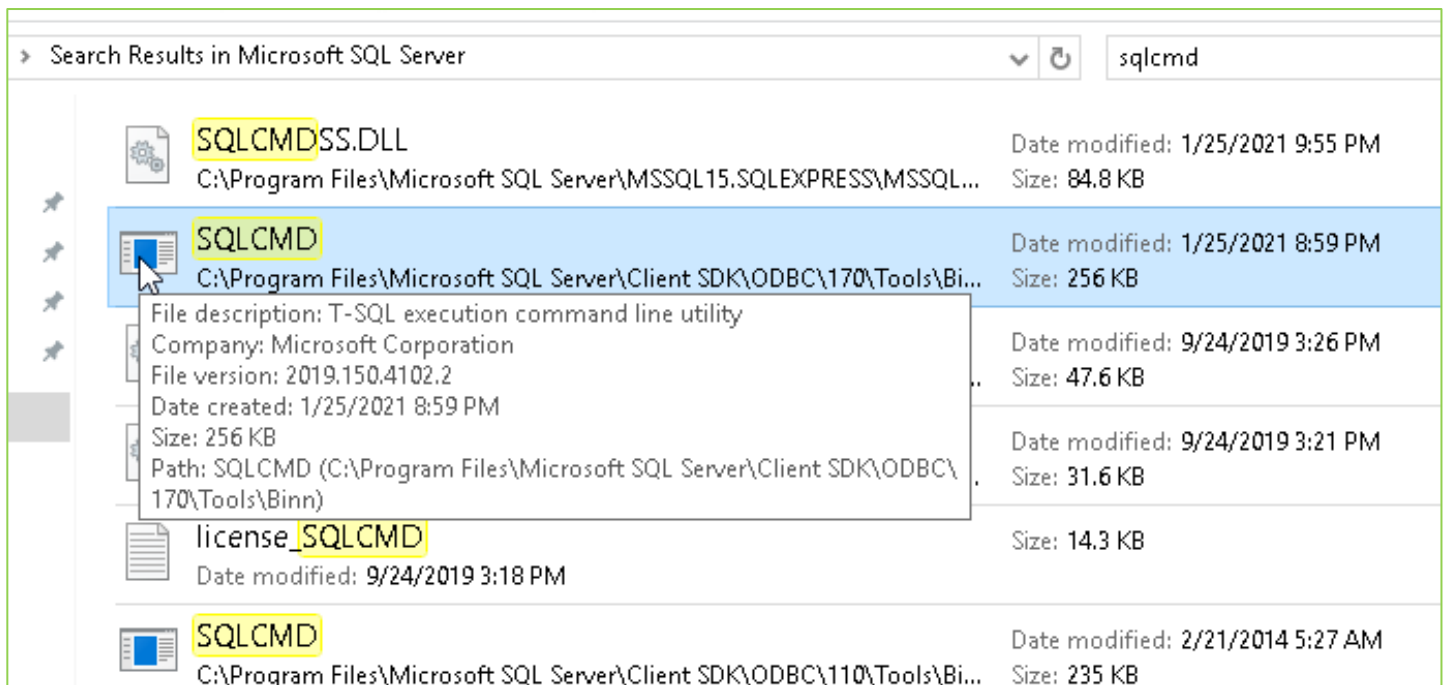 Search Results in Microsoft SQL Server
sqlcmd
SQLCMDSS.DLL
Date modified: 1/25/2021 9:55 PM
C:\Program Files\Microsoft SQL Server\MSSQL15.SQLEXPRESS\MSSQL...
Size: 84.8 KB
SQLCMD
Date modified: 1/25/2021 8:59 PM
C:\Program Files\Microsoft SQL Server\Client SDK\ODBC\170\Tools\Bi...
Size: 256 KB
File description: T-SQL execution command line utility
Company: Microsoft Corporation
File version: 2019.150.4102.2
Date created: 1/25/2021 8:59 PM
Size: 256 KB
Path: SQLCMD (C:\Program Files\Microsoft SQL Server\Client SDK\ODBC\
170\Tools\Binn)
Date modified: 9/24/2019 3:26 PM
Size: 47.6 KB
Date modified: 9/24/2019 3:21 PM
Size: 31.6 KB
license_SQLCMD
Size: 14.3 KB
Date modified: 9/24/2019 3:18 PM
SQLCMD
Date modified: 2/21/2014 5:27 AM
C:\Program Files\Microsoft SQL Server\Client SDK\ODBC\110\Tools\Bi...
Size: 235 KB